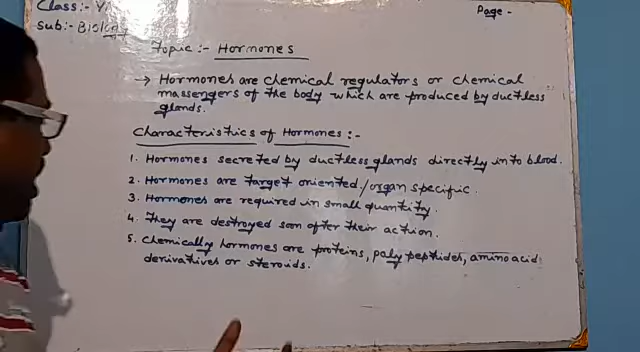 Class:- V
Page -
Sub:- Biology
Topic :- Hormones
→ Hormones are chemical regulators or chemical
massengers of the body which are produced by ductless
glands.
Characteristics of Hormones :-
1. Hormones secreted by ductless glands directly into blood.
2. Hormones are target oriented/organ specific.
3. Hormones are required in small quantity.
4. They are destroyed son after their action.
5. Chemically hormones are proteins, paly peptides, amino acid
derivatives or steroids.